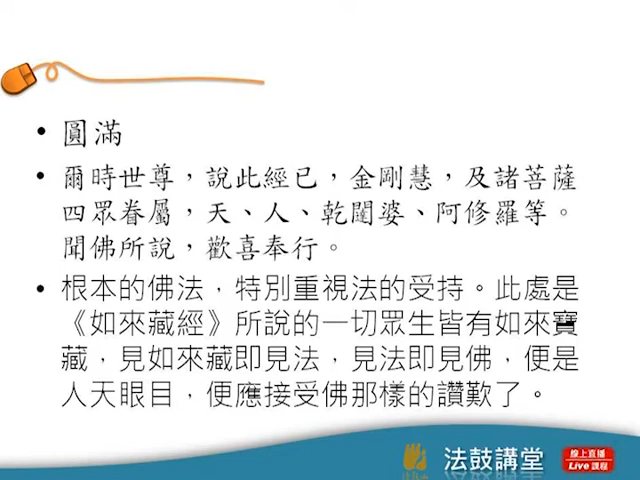 • 圓滿
• 爾時世尊，說此經已，金剛慧，及諸菩薩
四眾眷屬，天、人、乾闥婆、阿修羅等。
聞佛所說，歡喜奉行。
• 根本的佛法，特別重視法的受持。此處是
《如來藏經》所說的一切眾生皆有如來寶
藏，見如來藏即見法，見法即見佛，便是
人天眼目，便應接受佛那樣的讚歎了。
法鼓講堂
線上直播
Live 課程